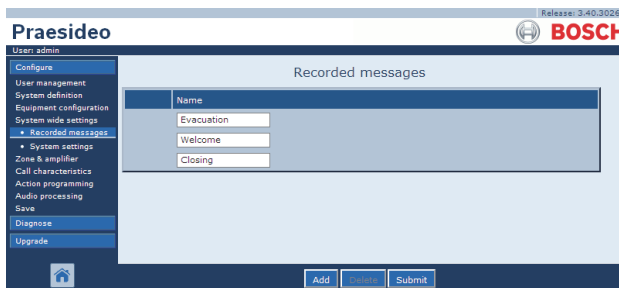 Release: 3.40.3026
Praesideo
BOSCH
User: admin
Configure
User management
System definition
Equipment configuration
System wide settings
• Recorded messages
• System settings
Zone & amplifier
Call characteristics
Action programming
Audio processing
Save
Diagnose
Upgrade
Recorded messages
Name
Evacuation
Welcome
Closing
Add Delete Submit